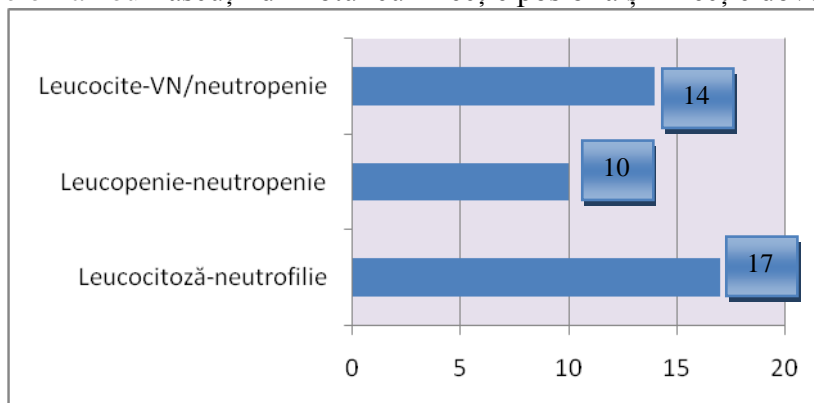 Leucocite-VN/neutropenie
14
Leucopenie-neutropenie
10
Leucocitoză-neutrofilie
17
0 5 10 15 20